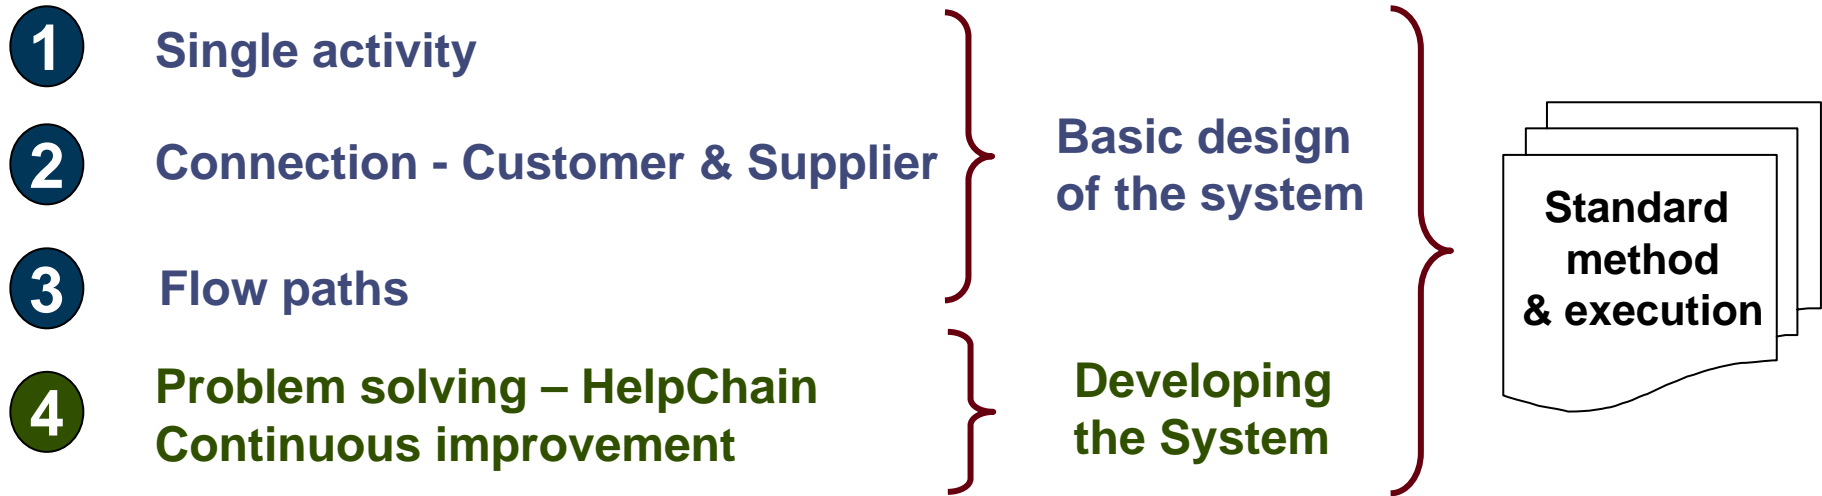 1 Single activity
2 Connection - Customer & Supplier
3 Flow paths
4 Problem solving – HelpChain
Continuous improvement
Basic design
of the system
Developing
the System
Standard
method
& execution